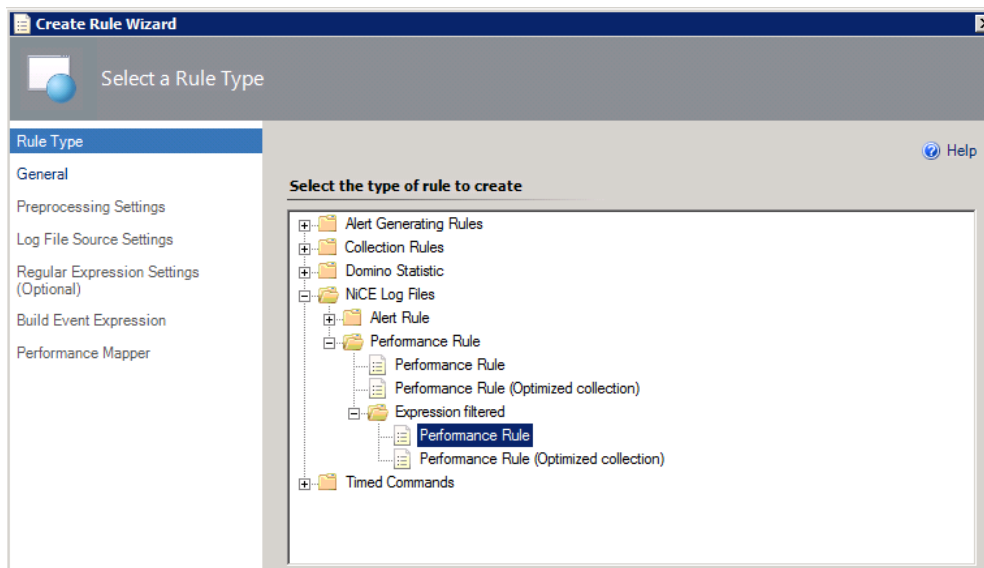 Create Rule Wizard
Select a Rule Type
Rule Type
General
Preprocessing Settings
Log File Source Settings
Regular Expression Settings
(Optional)
Build Event Expression
Performance Mapper
Help
Select the type of rule to create
Alert Generating Rules
Collection Rules
Domino Statistic
NiCE Log Files
Alert Rule
Performance Rule
Performance Rule
Performance Rule (Optimized collection)
Expression filtered
Performance Rule
Performance Rule (Optimized collection)
Timed Commands